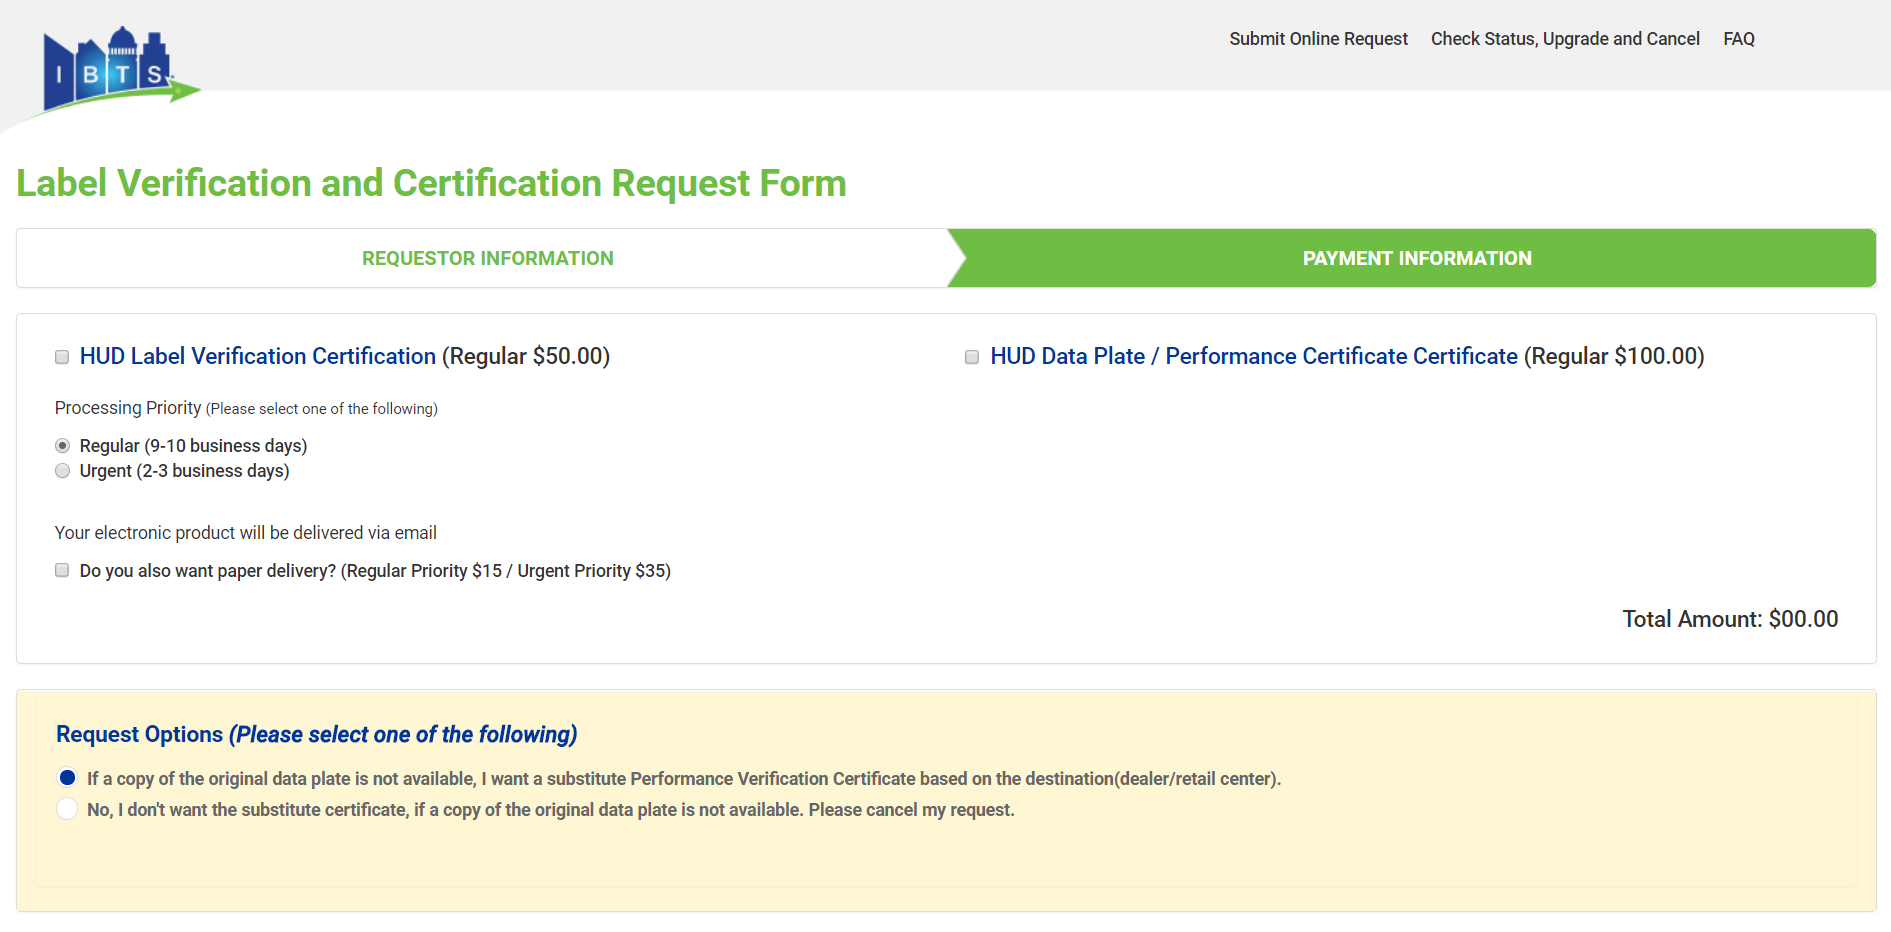 IBTS
Submit Online Request Check Status, Upgrade and Cancel FAQ
Label Verification and Certification Request Form
REQUESTOR INFORMATION PAYMENT INFORMATION
HUD Label Verification Certification (Regular $50.00)
HUD Data Plate / Performance Certificate Certificate (Regular $100.00)
Processing Priority (Please select one of the following)
Regular (9-10 business days)
Urgent (2-3 business days)
Your electronic product will be delivered via email
Do you also want paper delivery? (Regular Priority $15 / Urgent Priority $35)
Total Amount: $00.00
Request Options (Please select one of the following)
If a copy of the original data plate is not available, I want a substitute Performance Verification Certificate based on the destination(dealer/retail center).
No, I don't want the substitute certificate, if a copy of the original data plate is not available. Please cancel my request.